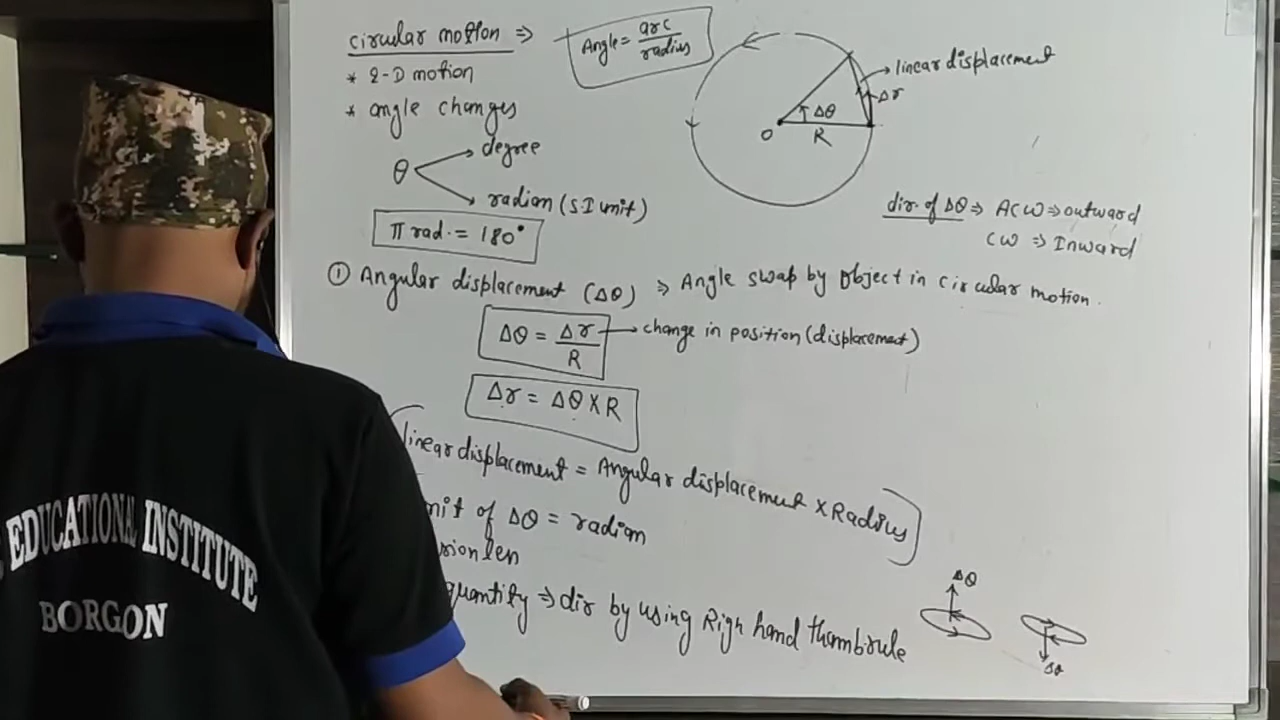 circular motion ⇒
Angle = arc/radius
* 2-D motion
* angle changes
θ
degree
radian (SI unit)
π rad. = 180°
linear displacement
Δr
Δθ
O
R
dir. of Δθ ⇒ ACW ⇒ outward
CW ⇒ Inward
① Angular displacement (Δθ) ⇒ Angle swap by object in circular motion.
Δθ = Δr/R → change in position (displacement)
Δr = Δθ × R
(linear displacement = Angular displacement × Radius)
nit of Δθ = radian
sionlen
quantity ⇒ dir by using Righ hand thumbrule
Δθ
Δθ
EDUCATIONAL INSTITUTE
BORGON